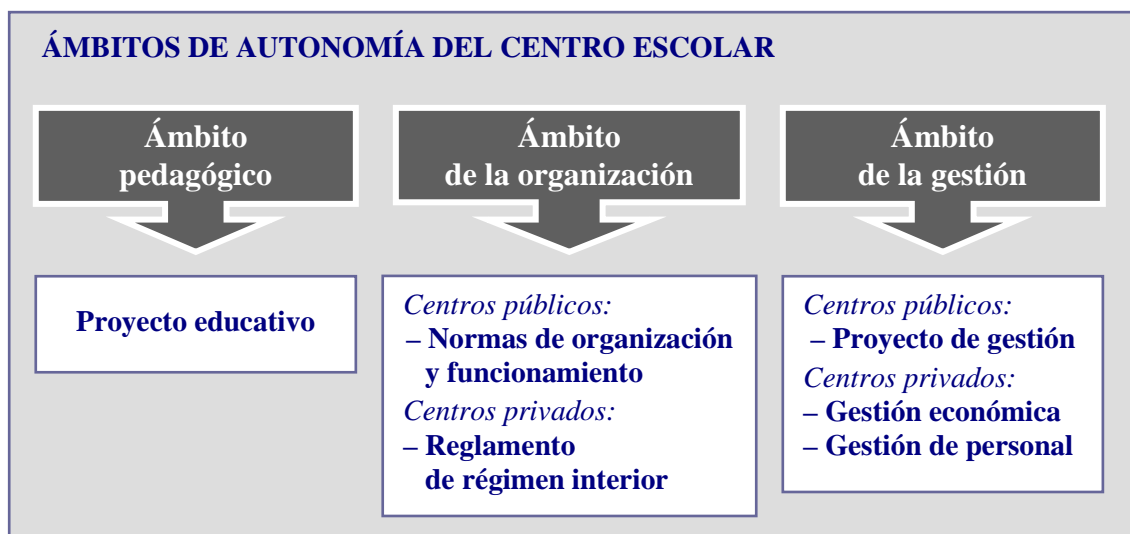 ÁMBITOS DE AUTONOMÍA DEL CENTRO ESCOLAR
Ámbito
pedagógico
Proyecto educativo
Ámbito
de la organización
Centros públicos:
– Normas de organización
y funcionamiento
Centros privados:
– Reglamento
de régimen interior
Ámbito
de la gestión
Centros públicos:
– Proyecto de gestión
Centros privados:
– Gestión económica
– Gestión de personal